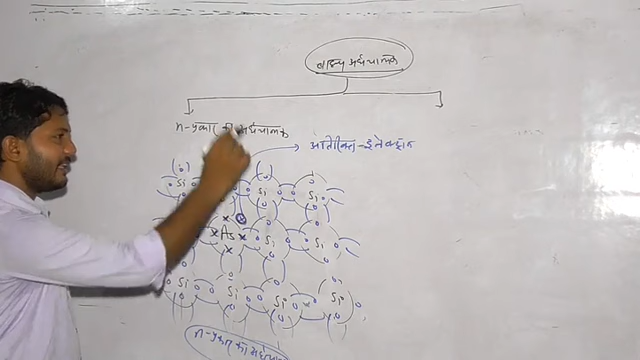 बाह्य अर्धचालक
n-प्रकार का अर्धचालक
अतिरिक्त-इलेक्ट्रॉन
Si Si Si
As Si Si
Si Si Si Si
n-प्रकार का अर्धचालक